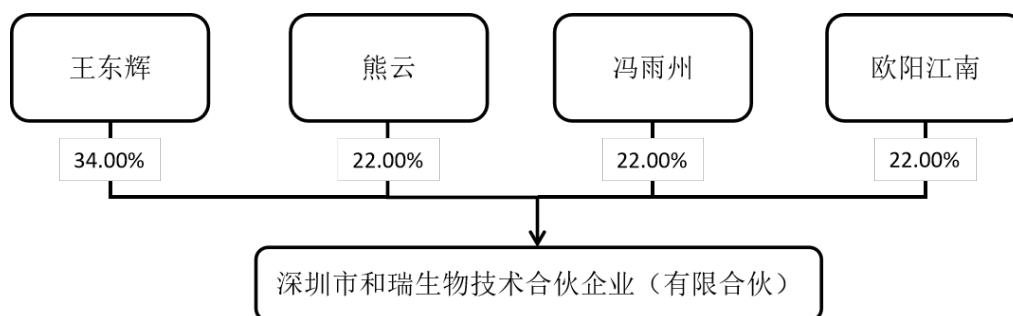 王东辉
熊云
冯雨州
欧阳江南
34.00%
22.00%
22.00%
22.00%
深圳市和瑞生物技术合伙企业（有限合伙）